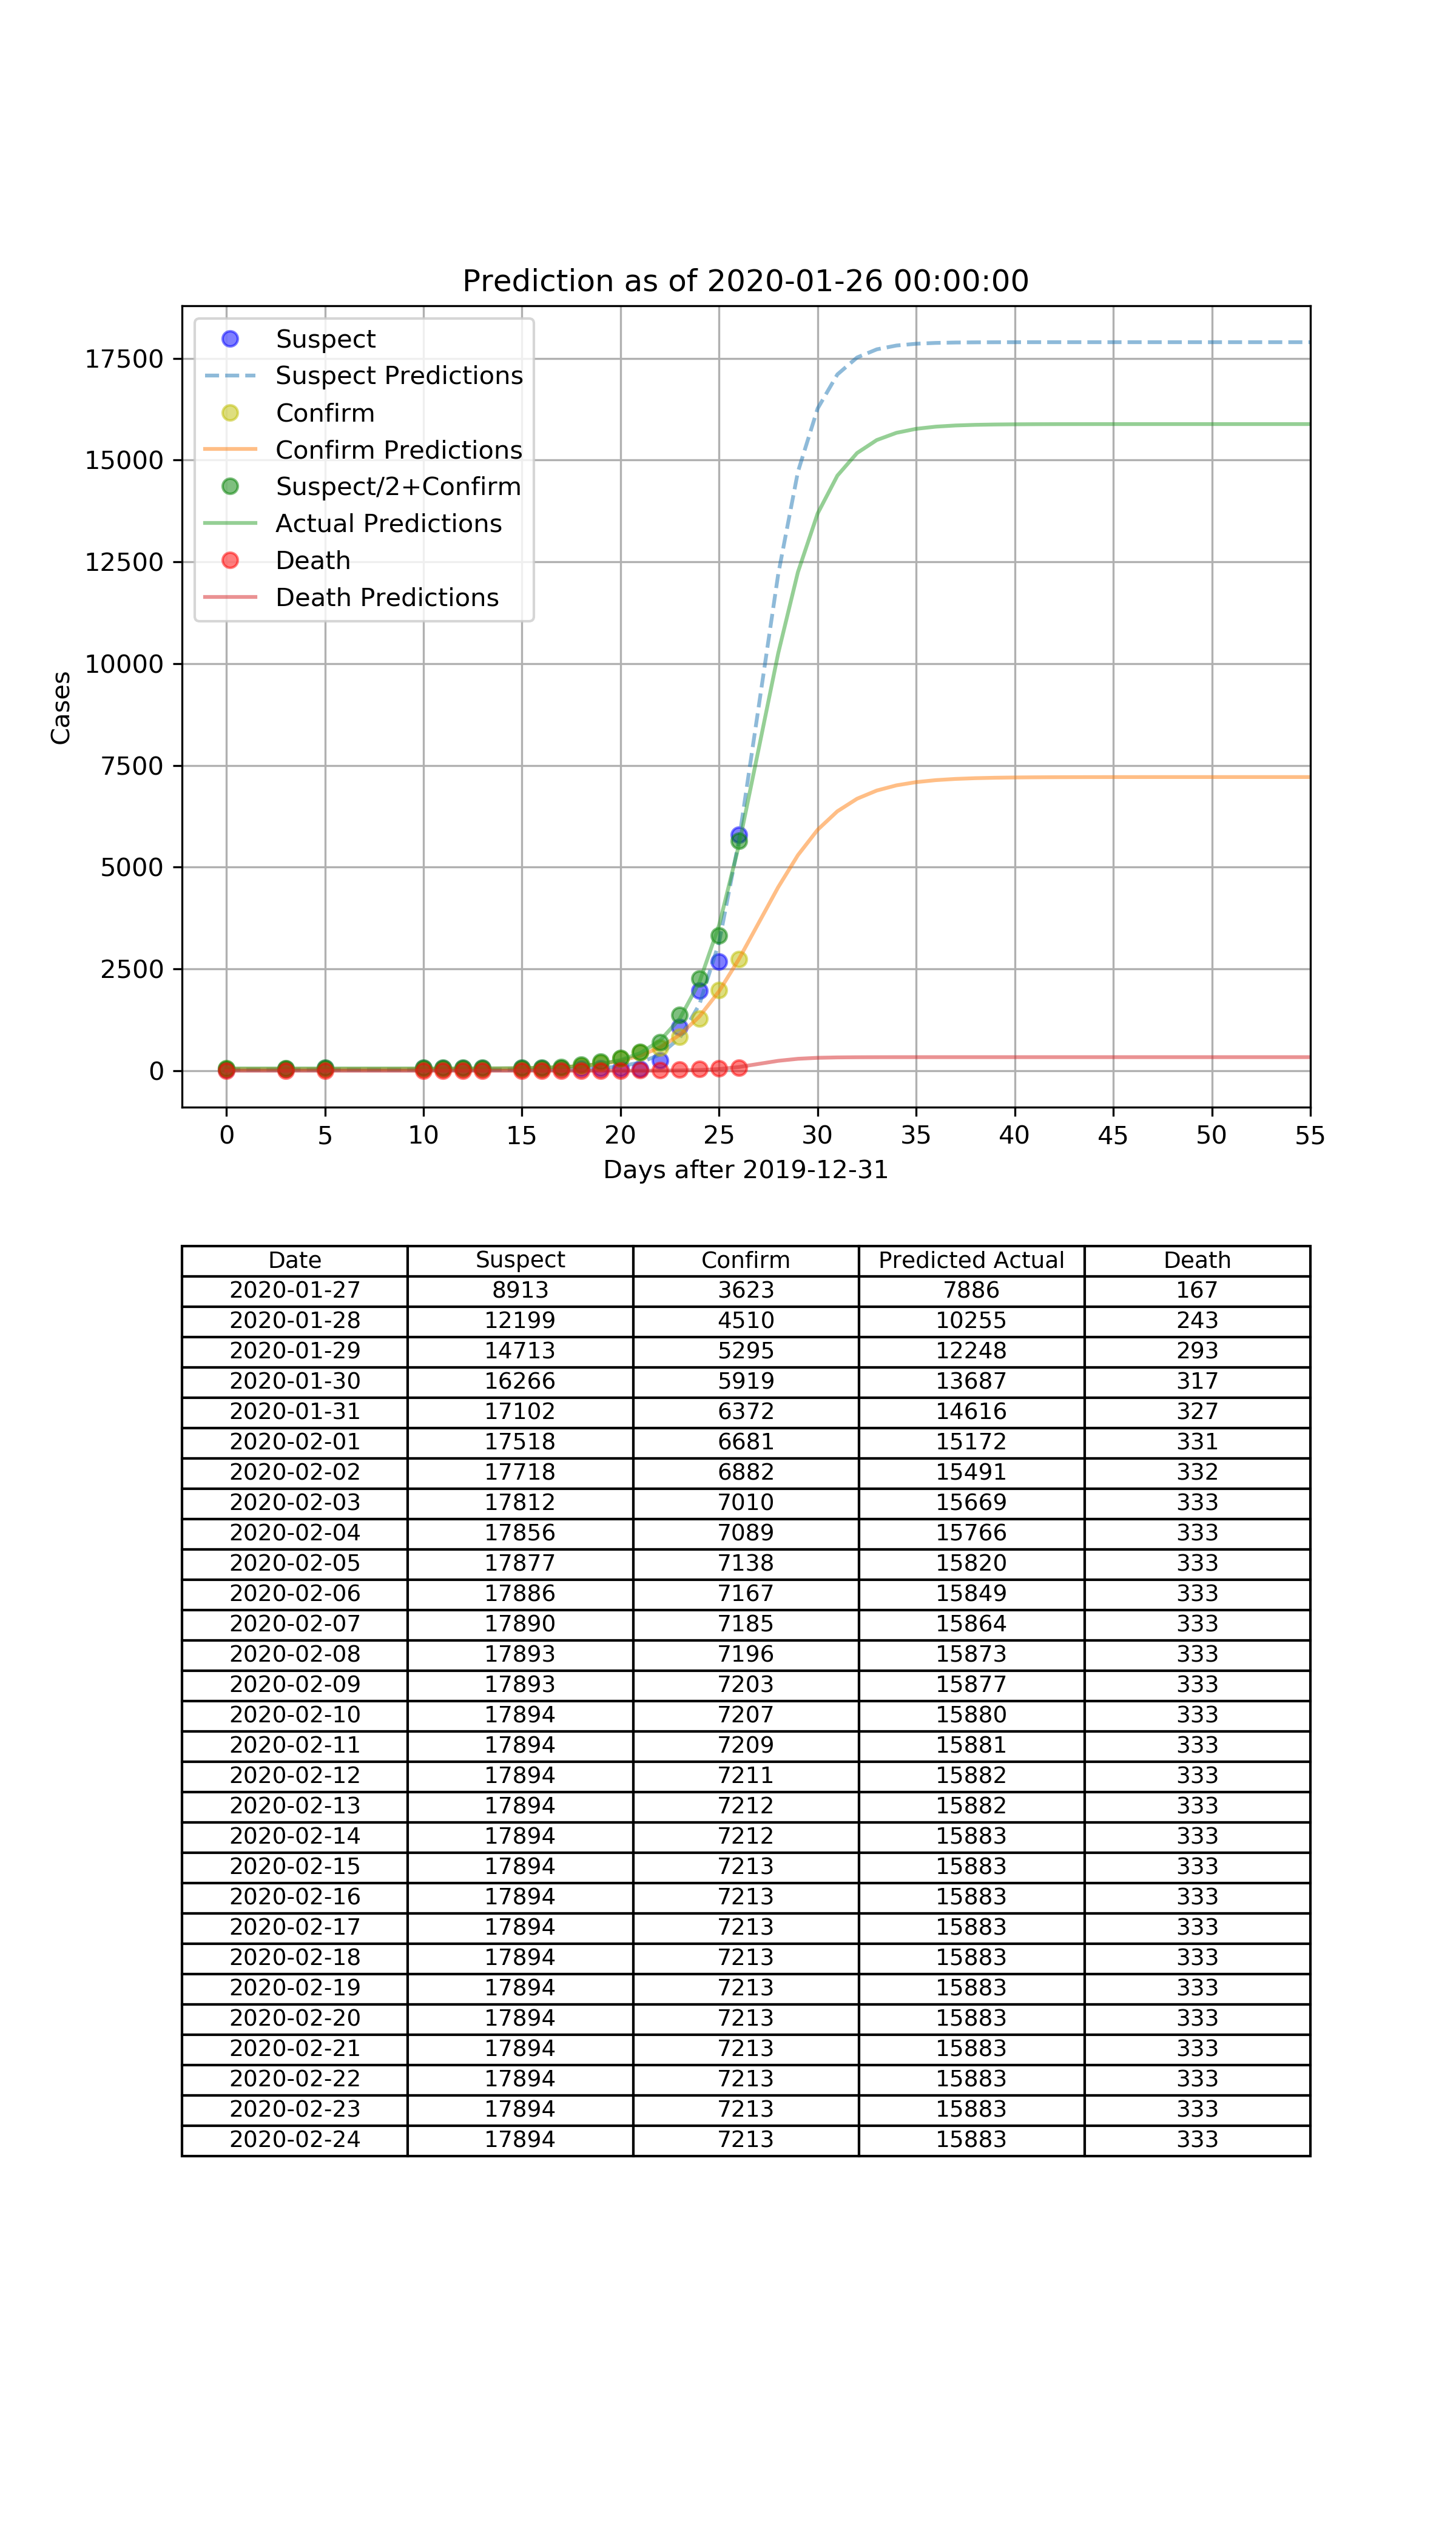 Prediction as of 2020-01-26 00:00:00
Suspect
Suspect Predictions
Confirm
Confirm Predictions
Suspect/2+Confirm
Actual Predictions
Death
Death Predictions
17500
15000
12500
10000
7500
5000
2500
0
Cases
0 5 10 15 20 25 30 35 40 45 50 55
Days after 2019-12-31
Date Suspect Confirm Predicted Actual Death
2020-01-27 8913 3623 7886 167
2020-01-28 12199 4510 10255 243
2020-01-29 14713 5295 12248 293
2020-01-30 16266 5919 13687 317
2020-01-31 17102 6372 14616 327
2020-02-01 17518 6681 15172 331
2020-02-02 17718 6882 15491 332
2020-02-03 17812 7010 15669 333
2020-02-04 17856 7089 15766 333
2020-02-05 17877 7138 15820 333
2020-02-06 17886 7167 15849 333
2020-02-07 17890 7185 15864 333
2020-02-08 17893 7196 15873 333
2020-02-09 17893 7203 15877 333
2020-02-10 17894 7207 15880 333
2020-02-11 17894 7209 15881 333
2020-02-12 17894 7211 15882 333
2020-02-13 17894 7212 15882 333
2020-02-14 17894 7212 15883 333
2020-02-15 17894 7213 15883 333
2020-02-16 17894 7213 15883 333
2020-02-17 17894 7213 15883 333
2020-02-18 17894 7213 15883 333
2020-02-19 17894 7213 15883 333
2020-02-20 17894 7213 15883 333
2020-02-21 17894 7213 15883 333
2020-02-22 17894 7213 15883 333
2020-02-23 17894 7213 15883 333
2020-02-24 17894 7213 15883 333